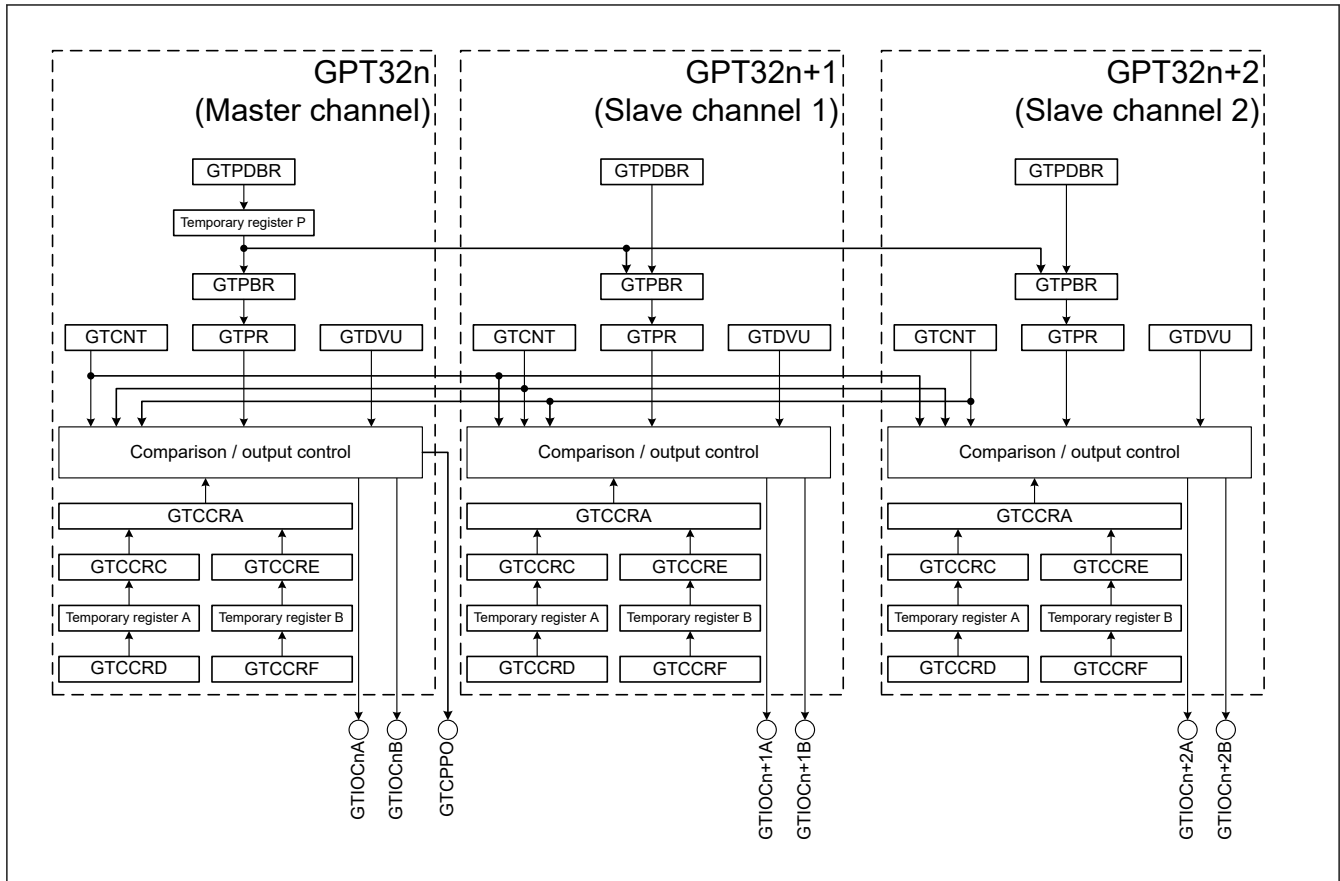 GPT32n
(Master channel)
GTPDBR
Temporary register P
GTPBR
GTCNT
GTPR
GTDVU
Comparison / output control
GTCCRA
GTCCRC
GTCCRE
Temporary register A
Temporary register B
GTCCRD
GTCCRF
GTIOCnA
GTIOCnB
GTCPPO
GPT32n+1
(Slave channel 1)
GTPDBR
GTPBR
GTCNT
GTPR
GTDVU
Comparison / output control
GTCCRA
GTCCRC
GTCCRE
Temporary register A
Temporary register B
GTCCRD
GTCCRF
GTIOCn+1A
GTIOCn+1B
GPT32n+2
(Slave channel 2)
GTPDBR
GTPBR
GTCNT
GTPR
GTDVU
Comparison / output control
GTCCRA
GTCCRC
GTCCRE
Temporary register A
Temporary register B
GTCCRD
GTCCRF
GTIOCn+2A
GTIOCn+2B